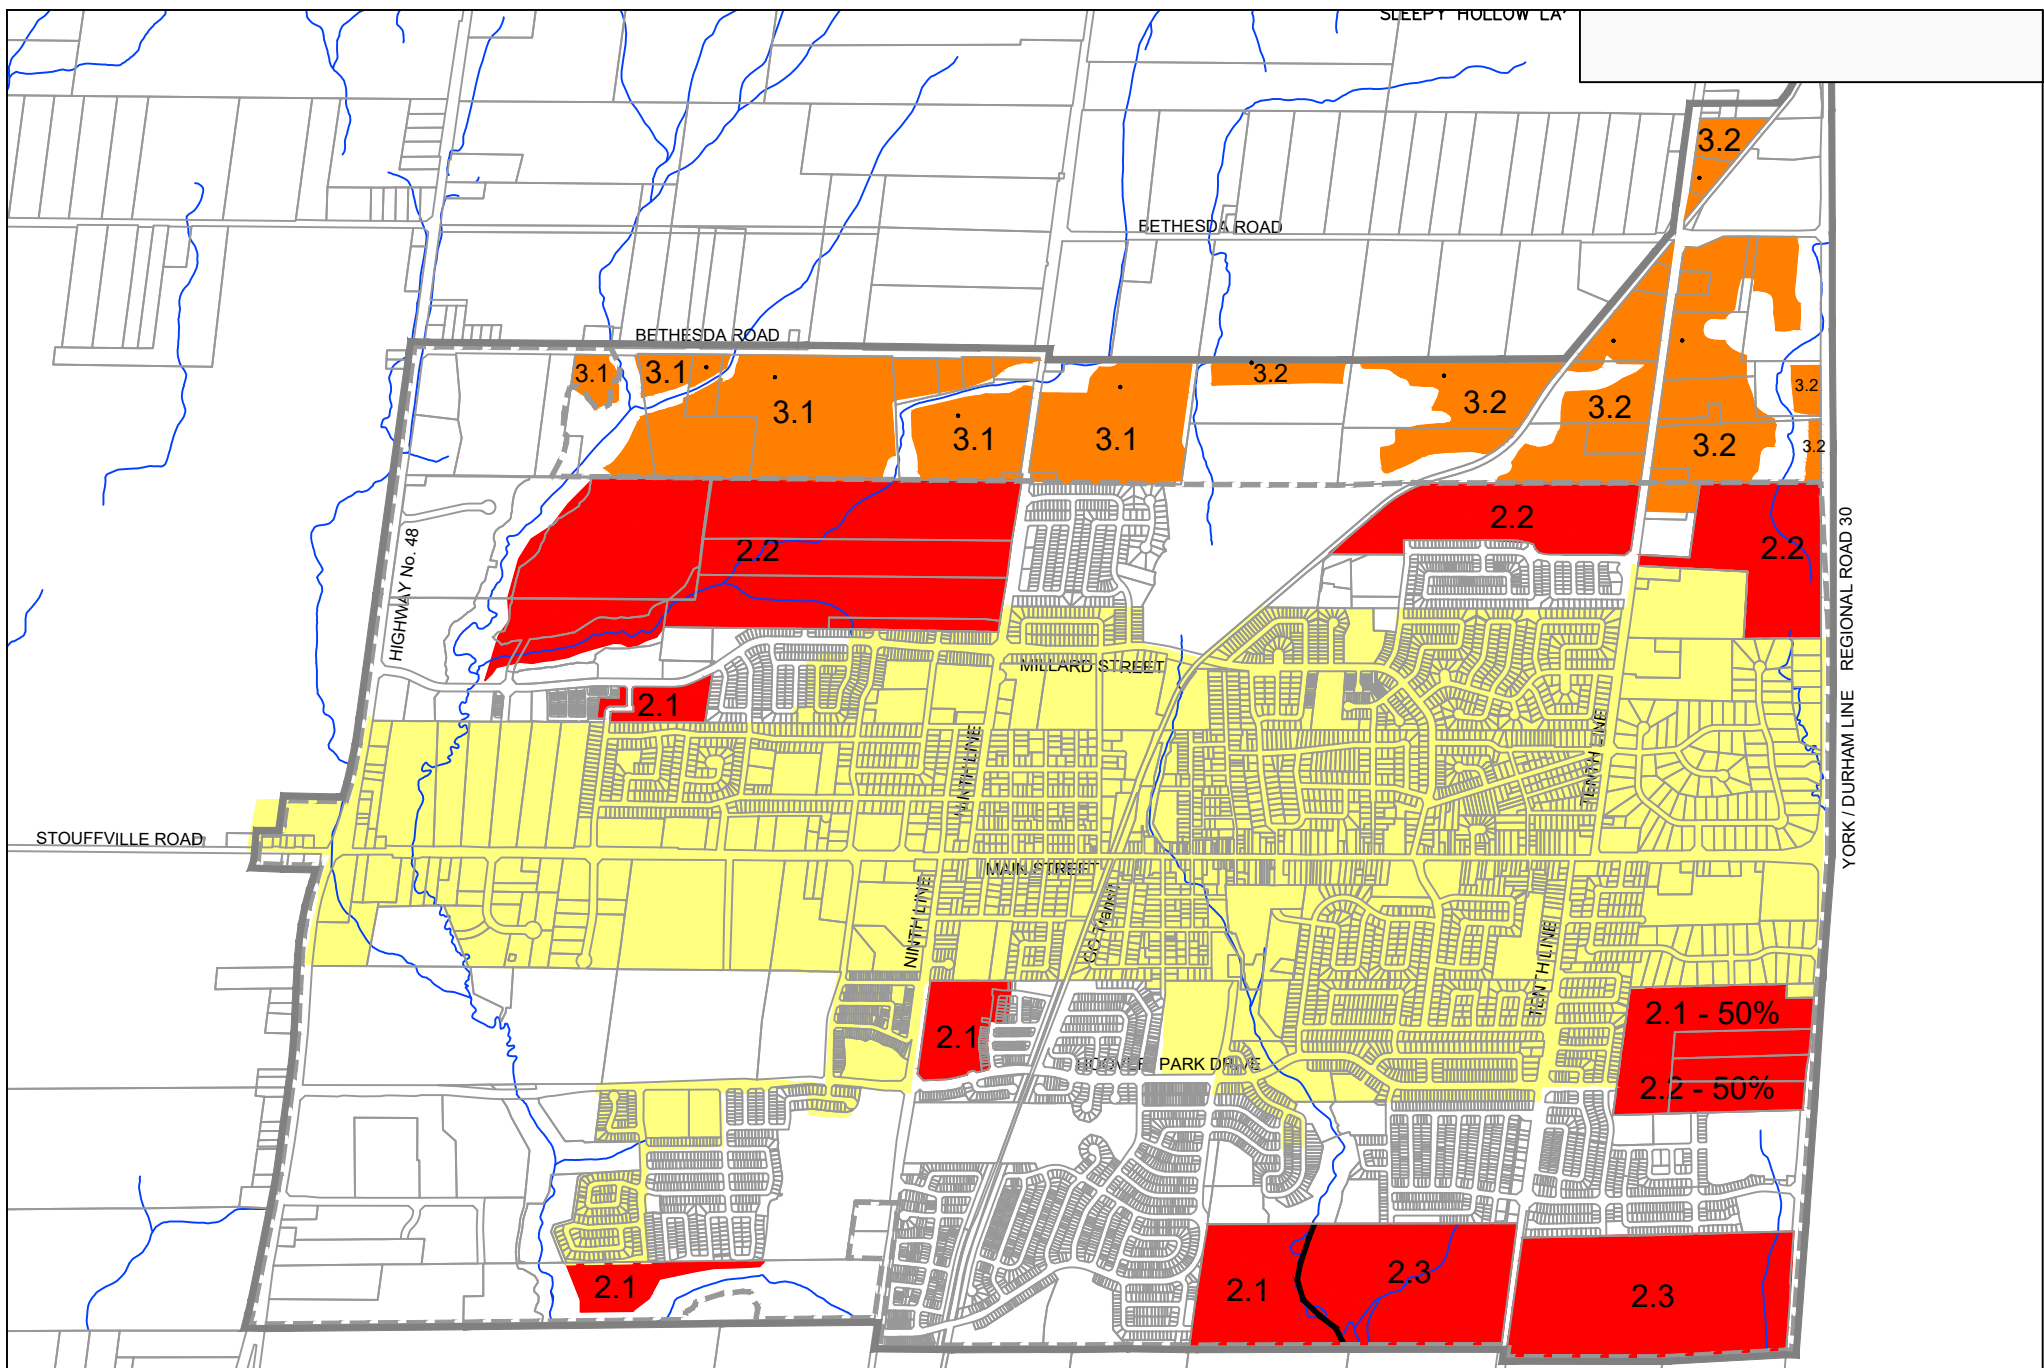 SLEEPY HOLLOW LA
3.2
BETHESDA ROAD
BETHESDA ROAD
3.1
3.1
3.1
3.1
3.1
3.2
3.2
3.2
3.2
3.2
3.2
HIGHWAY No. 48
2.2
2.2
2.2
YORK / DURHAM LINE REGIONAL ROAD 30
MILLARD STREET
2.1
NINTH LINE
TENTH LINE
STOUFFVILLE ROAD
MAIN STREET
NINTH LINE
GO Transit
TENTH LINE
2.1
HOOVER PARK DRIVE
2.1 - 50%
2.2 - 50%
2.1
2.1
2.3
2.3